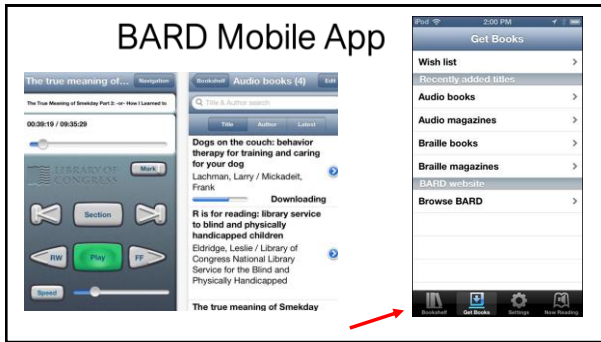 BARD Mobile App
The true meaning of... Navigation
The True Meaning of Smekday Part 2: -or- How I Learned to
00:39:19 / 09:35:29
LIBRARY OF
CONGRESS
Mark
Section
RW
Play
FF
Speed
Bookshelf Audio books (4) Edit
Title & Author search
Title Author Latest
Dogs on the couch: behavior
therapy for training and caring
for your dog
Lachman, Larry / Mickadeit,
Frank
Downloading
R is for reading: library service
to blind and physically
handicapped children
Eldridge, Leslie / Library of
Congress National Library
Service for the Blind and
Physically Handicapped
The true meaning of Smekday
iPod 2:00 PM
Get Books
Wish list
Recently added titles
Audio books
Audio magazines
Braille books
Braille magazines
BARD website
Browse BARD
Bookshelf Get Books Settings Now Reading